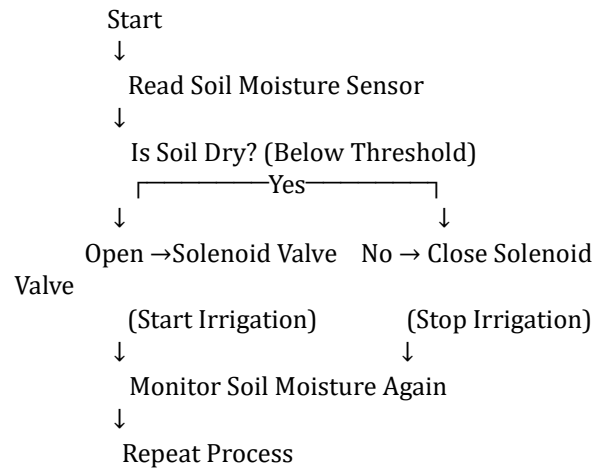 Start
↓
Read Soil Moisture Sensor
↓
Is Soil Dry? (Below Threshold)
┌────────Yes────────┐
↓ ↓
Open →Solenoid Valve No → Close Solenoid
Valve
(Start Irrigation) (Stop Irrigation)
↓ ↓
Monitor Soil Moisture Again
↓
Repeat Process